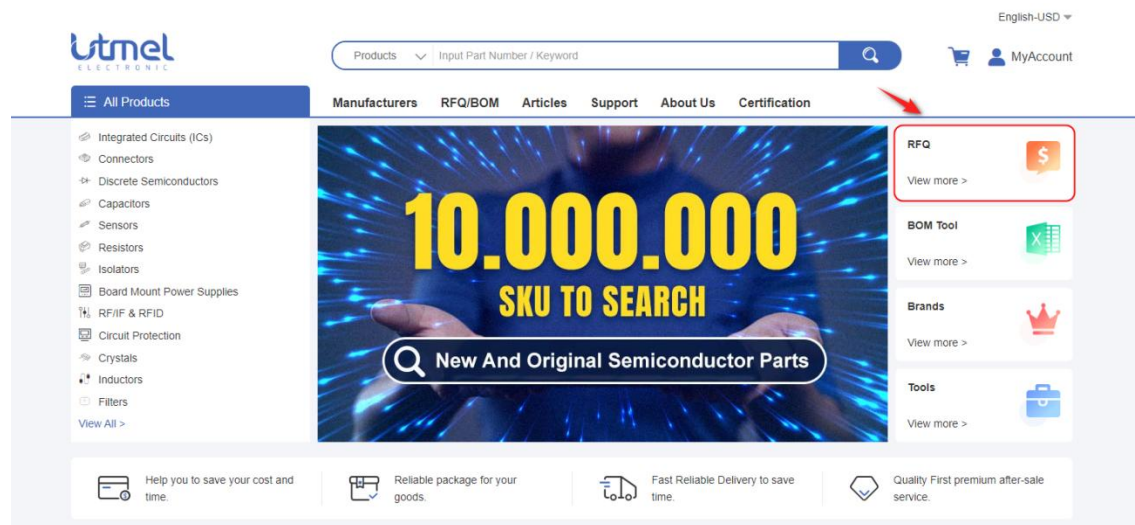 English-USD
Utmel
ELECTRONIC
Products
Input Part Number / Keyword
MyAccount
All Products
Manufacturers
RFQ/BOM
Articles
Support
About Us
Certification
Integrated Circuits (ICs)
Connectors
Discrete Semiconductors
Capacitors
Sensors
Resistors
Isolators
Board Mount Power Supplies
RF/IF & RFID
Circuit Protection
Crystals
Inductors
Filters
View All >
10.000.000
SKU TO SEARCH
New And Original Semiconductor Parts
RFQ
View more >
BOM Tool
View more >
Brands
View more >
Tools
View more >
Help you to save your cost and
time.
Reliable package for your
goods.
Fast Reliable Delivery to save
time.
Quality First premium after-sale
service.